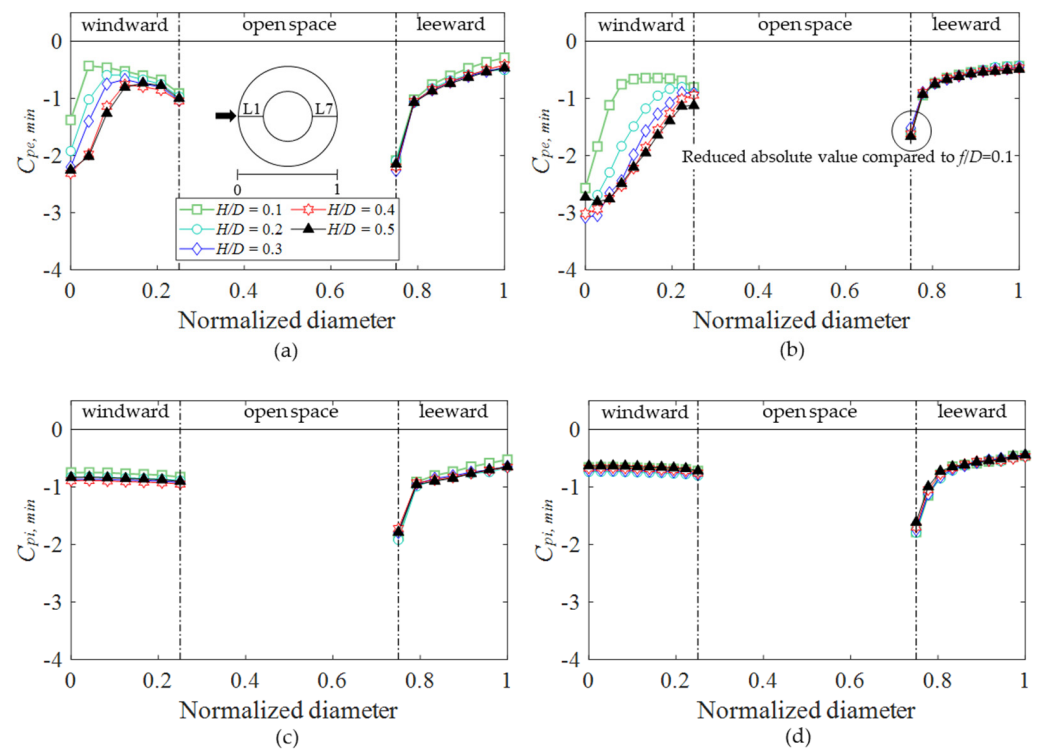 windward open space leeward
0
-1
-2
-3
-4
C_pe, min
L1 L7
0 1
H/D = 0.1 H/D = 0.4
H/D = 0.2 H/D = 0.5
H/D = 0.3
0 0.2 0.4 0.6 0.8 1
Normalized diameter
(a)
windward open space leeward
0
-1
-2
-3
-4
C_pe, min
Reduced absolute value compared to f/D=0.1
0 0.2 0.4 0.6 0.8 1
Normalized diameter
(b)
windward open space leeward
0
-1
-2
-3
-4
C_pi, min
0 0.2 0.4 0.6 0.8 1
Normalized diameter
(c)
windward open space leeward
0
-1
-2
-3
-4
C_pi, min
0 0.2 0.4 0.6 0.8 1
Normalized diameter
(d)